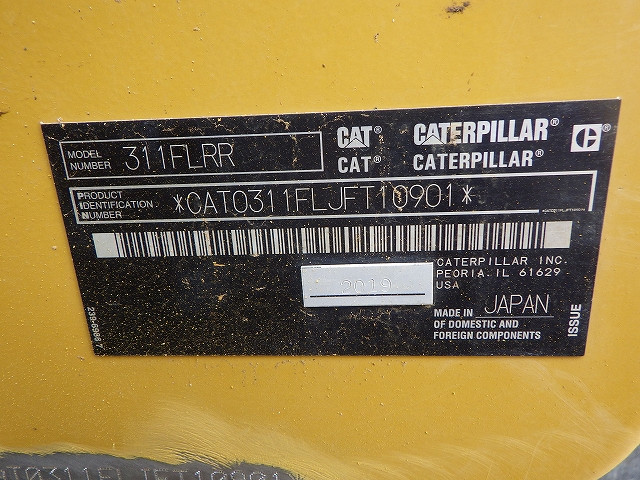 MODEL NUMBER 311FLRR
CAT® CATERPILLAR® C
CAT® CATERPILLAR®
PRODUCT IDENTIFICATION NUMBER *CAT0311FLJFT10901*
CATERPILLAR INC.
PEORIA IL 61629
USA
2019
MADE IN JAPAN
OF DOMESTIC AND
FOREIGN COMPONENTS
ISSUE
AT0311FLJFT10901